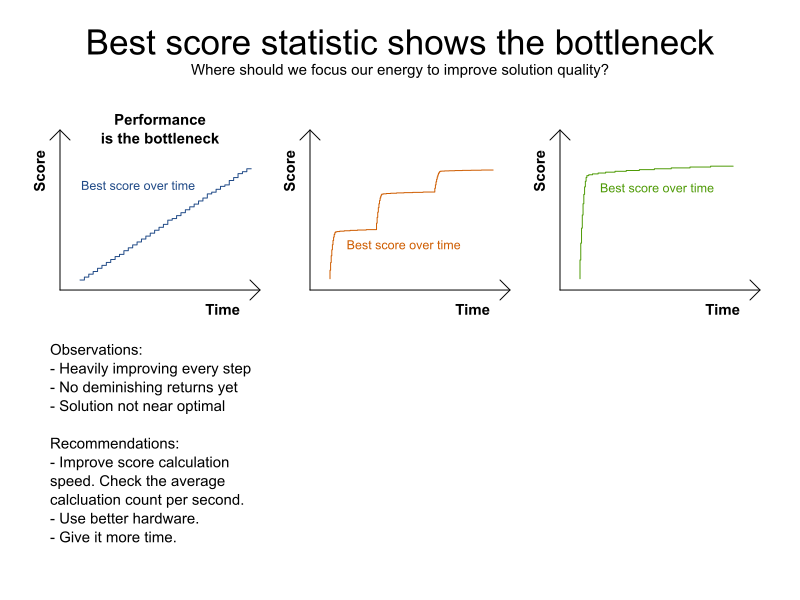 Best score statistic shows the bottleneck
Where should we focus our energy to improve solution quality?
Performance
is the bottleneck
Score
Best score over time
Time
Score
Best score over time
Time
Score
Best score over time
Time
Observations:
- Heavily improving every step
- No deminishing returns yet
- Solution not near optimal
Recommendations:
- Improve score calculation
speed. Check the average
calcluation count per second.
- Use better hardware.
- Give it more time.